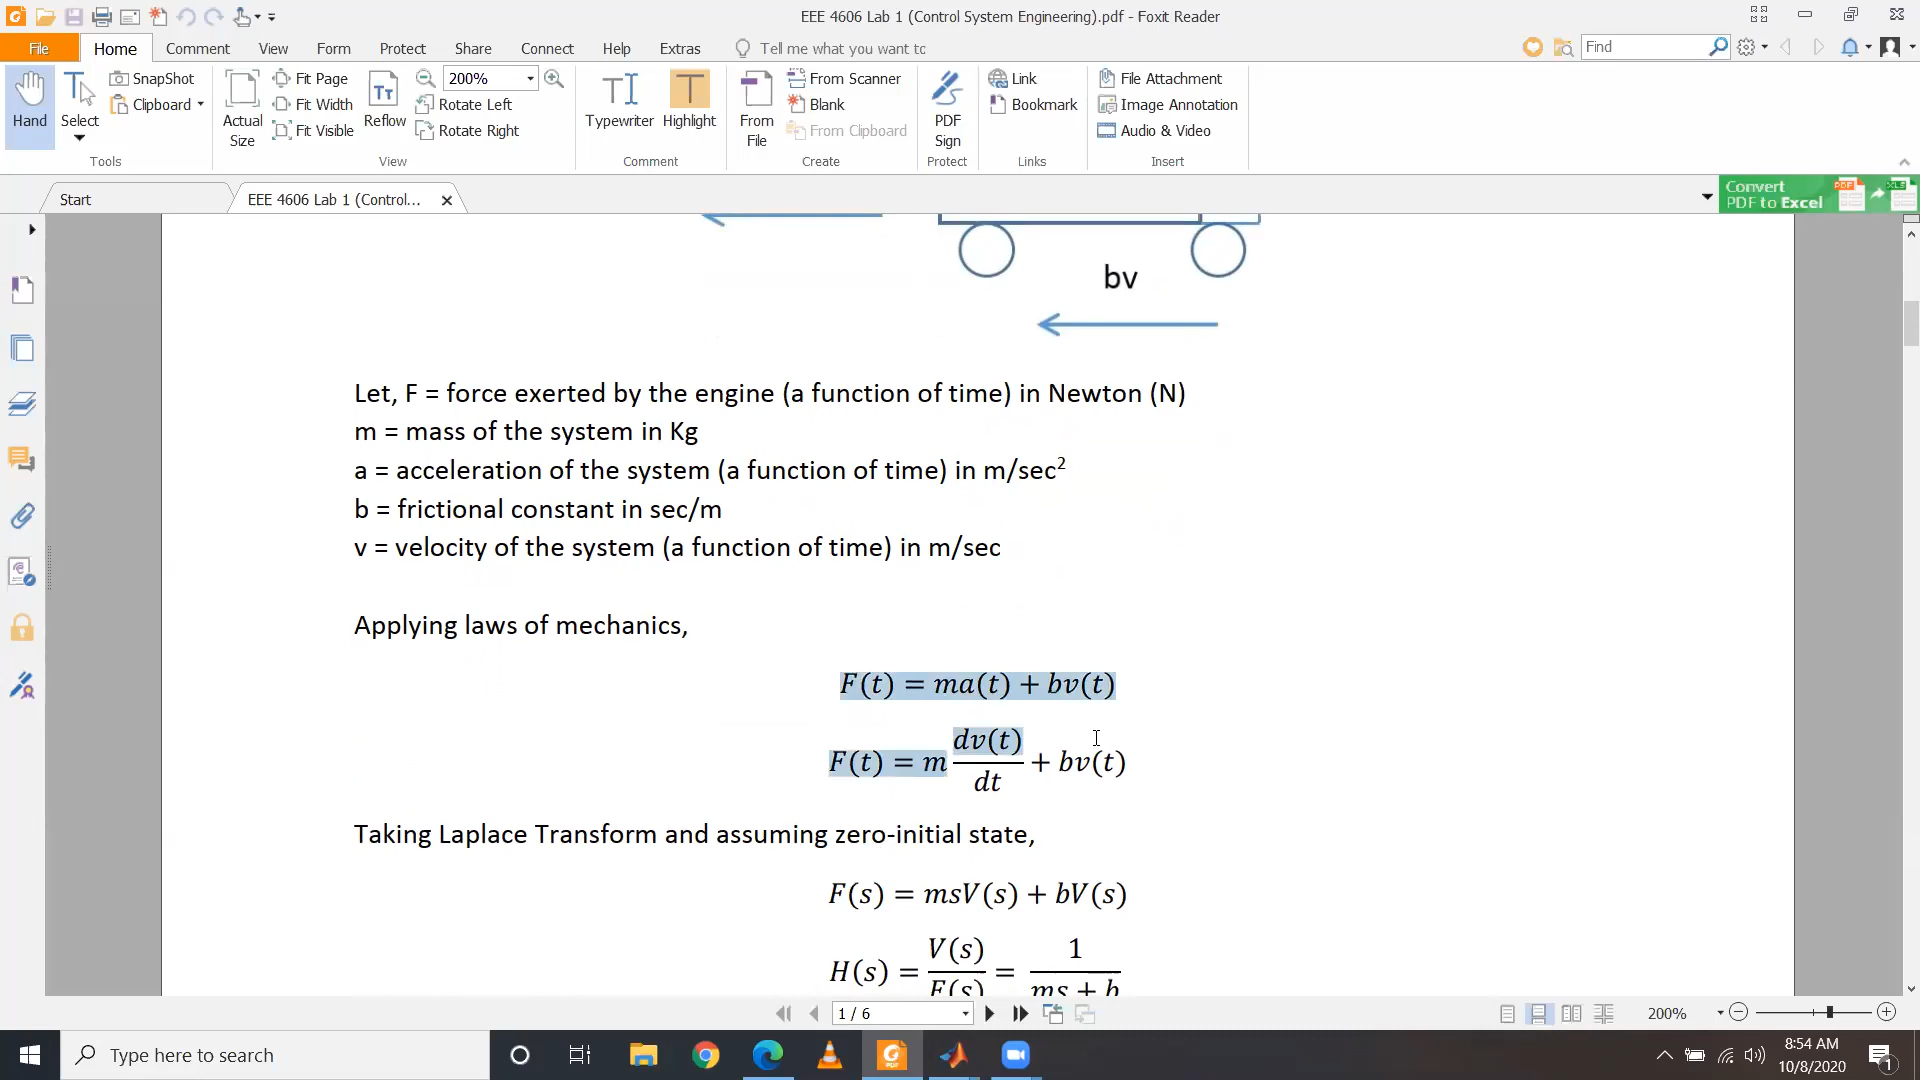 EEE 4606 Lab 1 (Control System Engineering).pdf - Foxit Reader
File Home Comment View Form Protect Share Connect Help Extras Tell me what you want to Find
Hand
Select
SnapShot
Clipboard
Tools
Actual Size
Fit Page
Fit Width
Fit Visible
Reflow
200%
Rotate Left
Rotate Right
View
Typewriter
Highlight
Comment
From File
From Scanner
Blank
From Clipboard
Create
PDF Sign
Protect
Link
Bookmark
Links
File Attachment
Image Annotation
Audio & Video
Insert
Start
EEE 4606 Lab 1 (Control...
Convert
PDF to Excel
bv
Let, F = force exerted by the engine (a function of time) in Newton (N)
m = mass of the system in Kg
a = acceleration of the system (a function of time) in m/sec²
b = frictional constant in sec/m
v = velocity of the system (a function of time) in m/sec
Applying laws of mechanics,
F(t) = ma(t) + bv(t)
F(t) = m dv(t)/dt + bv(t)
Taking Laplace Transform and assuming zero-initial state,
F(s) = msV(s) + bV(s)
H(s) = V(s)/F(s) = 1/(ms + b)
1 / 6
200%
Type here to search
8:54 AM
10/8/2020
1